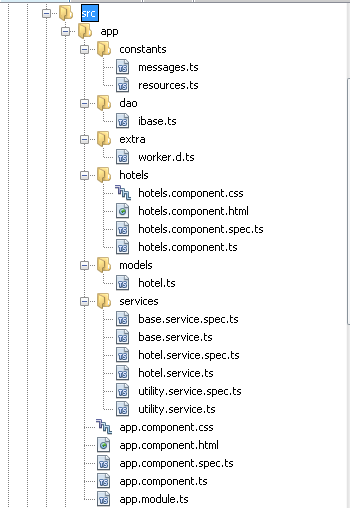 src
app
constants
messages.ts
resources.ts
dao
ibase.ts
extra
worker.d.ts
hotels
hotels.component.css
hotels.component.html
hotels.component.spec.ts
hotels.component.ts
models
hotel.ts
services
base.service.spec.ts
base.service.ts
hotel.service.spec.ts
hotel.service.ts
utility.service.spec.ts
utility.service.ts
app.component.css
app.component.html
app.component.spec.ts
app.component.ts
app.module.ts